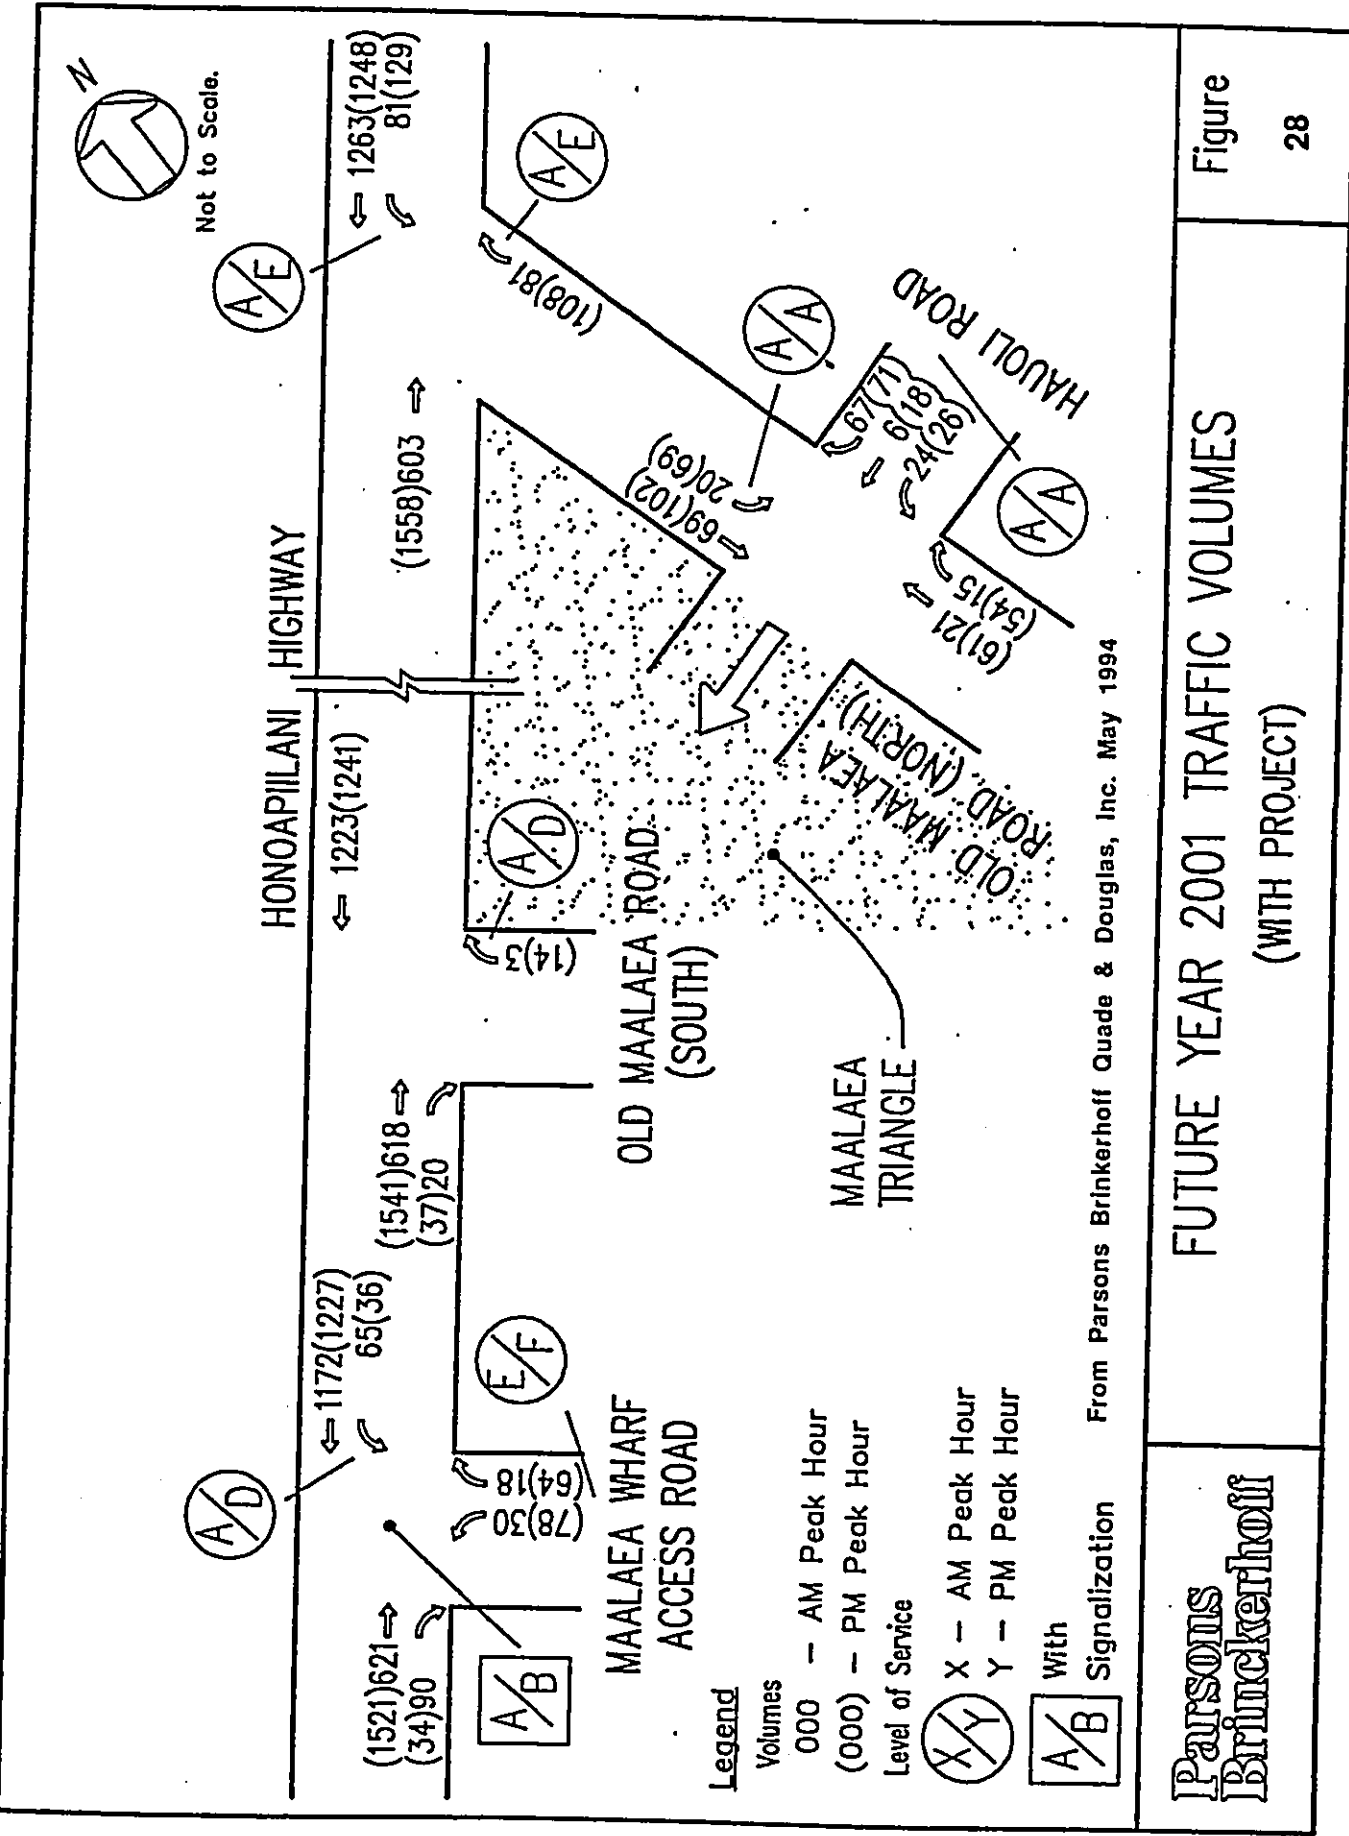 N
Not to Scale.
HONOAPIILANI HIGHWAY
A/D
A/E
1172(1227)
65(36)
1223(1241)
1263(1248)
81(129)
(1521)621
(34)90
(1541)618
(37)20
(1558)603
A/B
(78)30
(64)18
E/F
(14)3
A/D
(108)81
A/E
MAALAEA WHARF
ACCESS ROAD
OLD MAALAEA ROAD
(SOUTH)
69(102)
20(69)
A/A
67(71)
6(18)
24(26)
HAUOLI ROAD
A/A
(61)21
(54)15
OLD MAALAEA
ROAD (NORTH)
MAALAEA
TRIANGLE
Legend
Volumes
000 – AM Peak Hour
(000) – PM Peak Hour
Level of Service
X/Y
X – AM Peak Hour
Y – PM Peak Hour
A/B
With
Signalization
From Parsons Brinkerhoff Quade & Douglas, Inc. May 1994
Parsons
Brinckerhoff
FUTURE YEAR 2001 TRAFFIC VOLUMES
(WITH PROJECT)
Figure
28